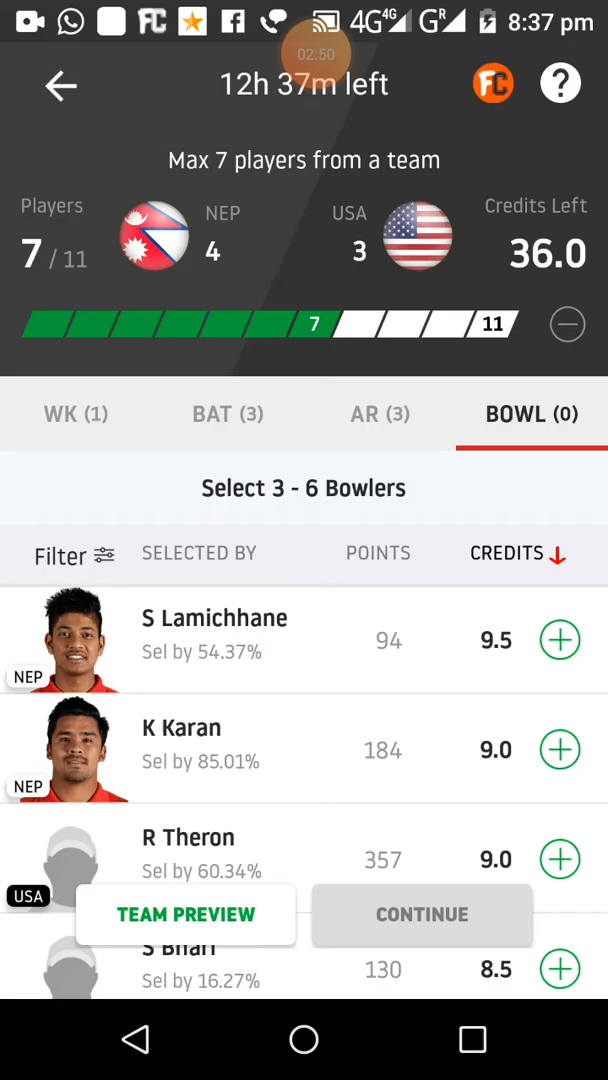 FC 4G 4G G R 8:37 pm
02:50
12h 37m left FC ?
Max 7 players from a team
Players NEP USA Credits Left
7 / 11 4 3 36.0
7 11
WK (1) BAT (3) AR (3) BOWL (0)
Select 3 - 6 Bowlers
Filter SELECTED BY POINTS CREDITS
S Lamichhane
Sel by 54.37% 94 9.5
NEP
K Karan
Sel by 85.01% 184 9.0
NEP
R Theron
Sel by 60.34% 357 9.0
USA
TEAM PREVIEW CONTINUE
S
Sel by 16.27% 130 8.5